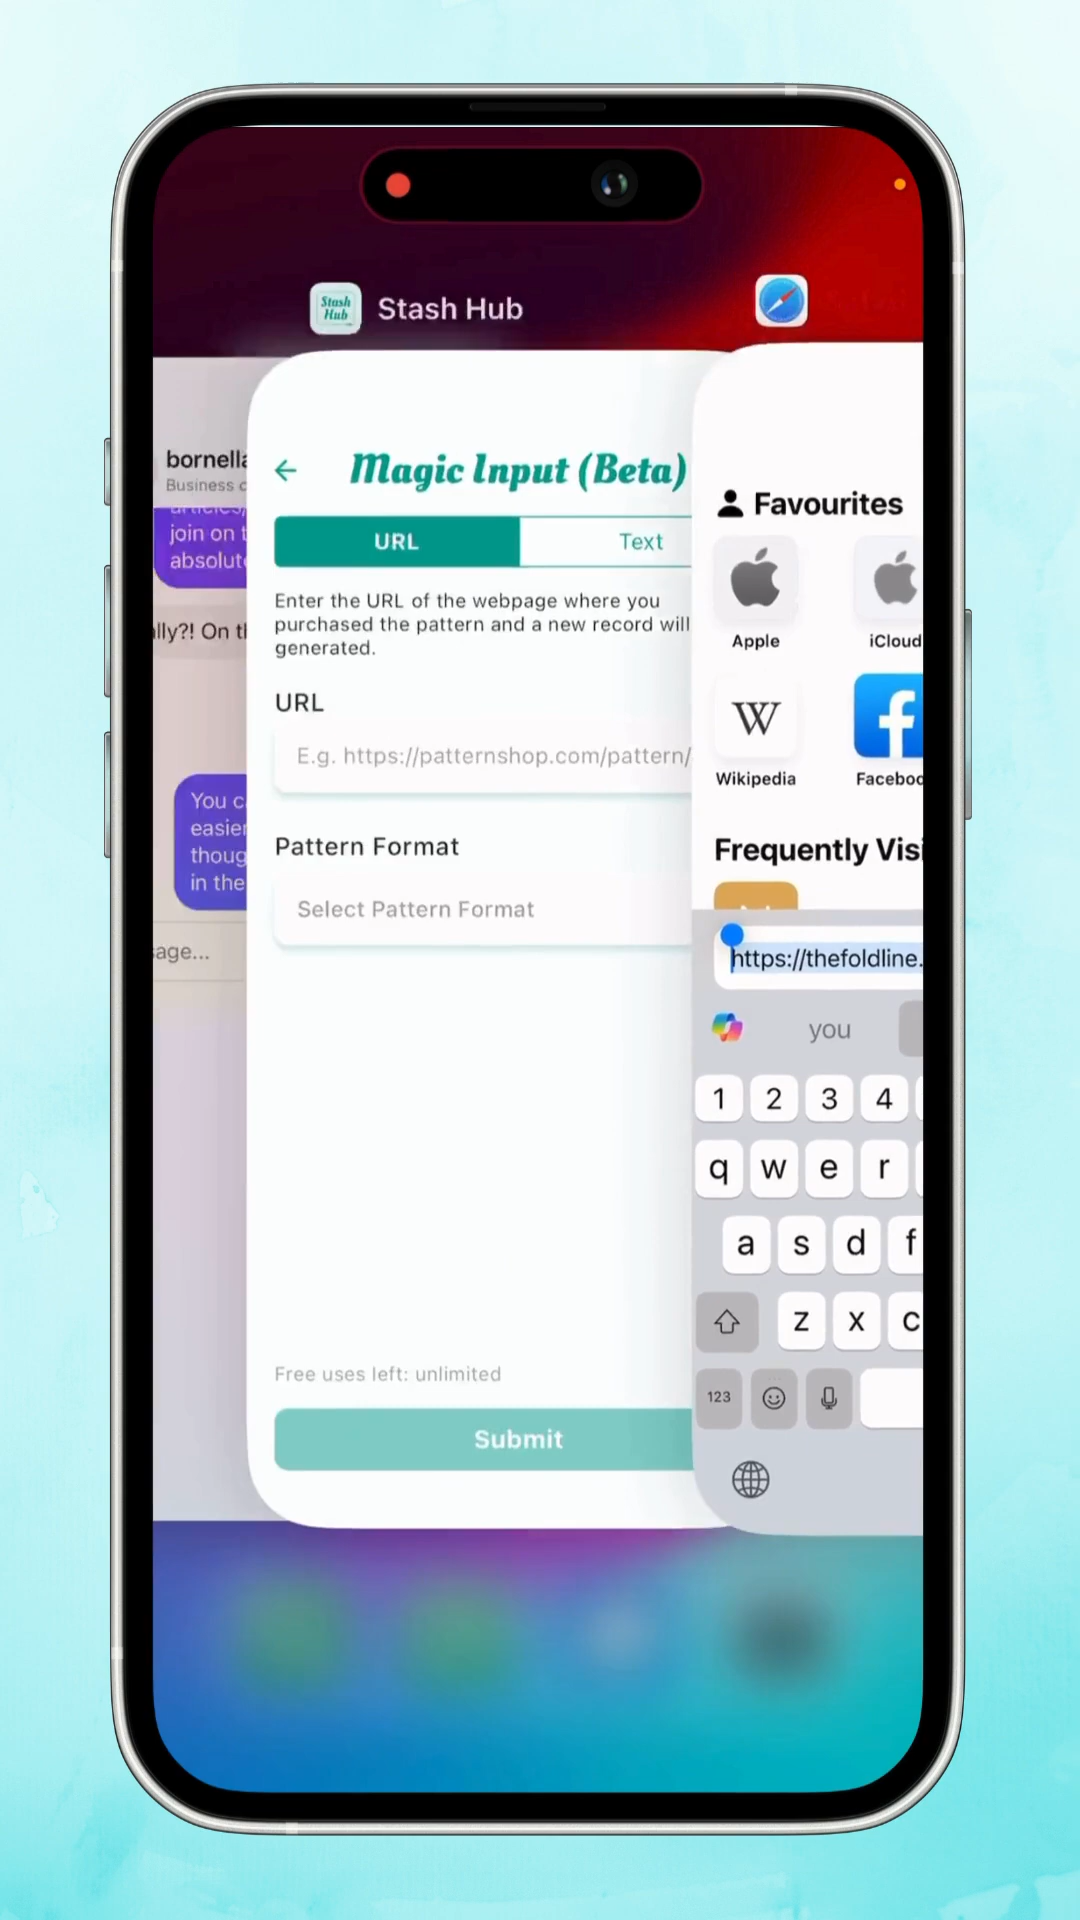 Stash Hub
Stash Hub
bornella
Business c
articles,
join on t
absolute
lly?! On th
You c
easier
thoug
in the
sage...
Magic Input (Beta)
URL
Text
Enter the URL of the webpage where you
purchased the pattern and a new record will
generated.
URL
E.g. https://patternshop.com/pattern/
Pattern Format
Select Pattern Format
Free uses left: unlimited
Submit
Favourites
Apple
iCloud
W
f
Wikipedia
Faceboo
Frequently Visi
https://thefoldline.
you
1 2 3 4
q w e r
a s d f
z x c
123